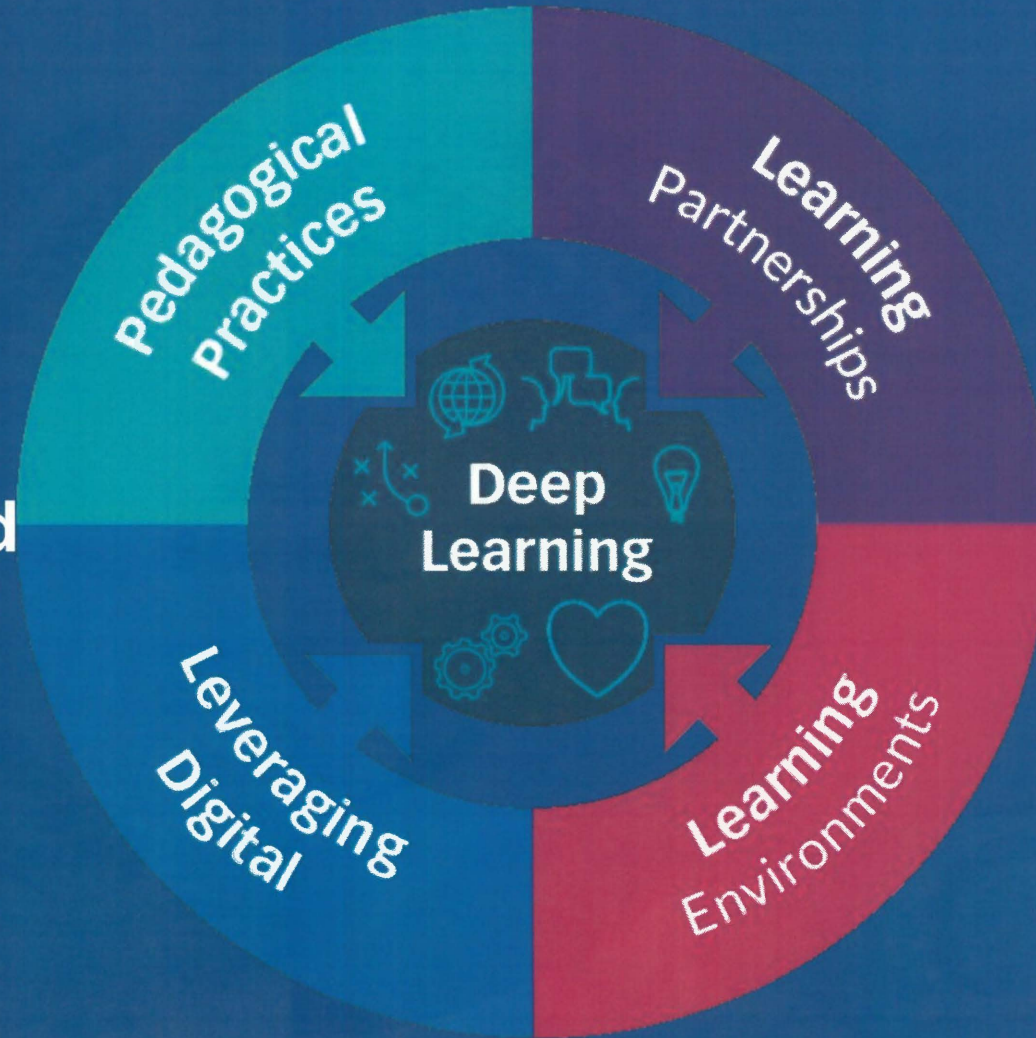 Pedagogical
Practices
Learning
Partnerships
d
Deep
Learning
Leveraging
Digital
Learning
Environments